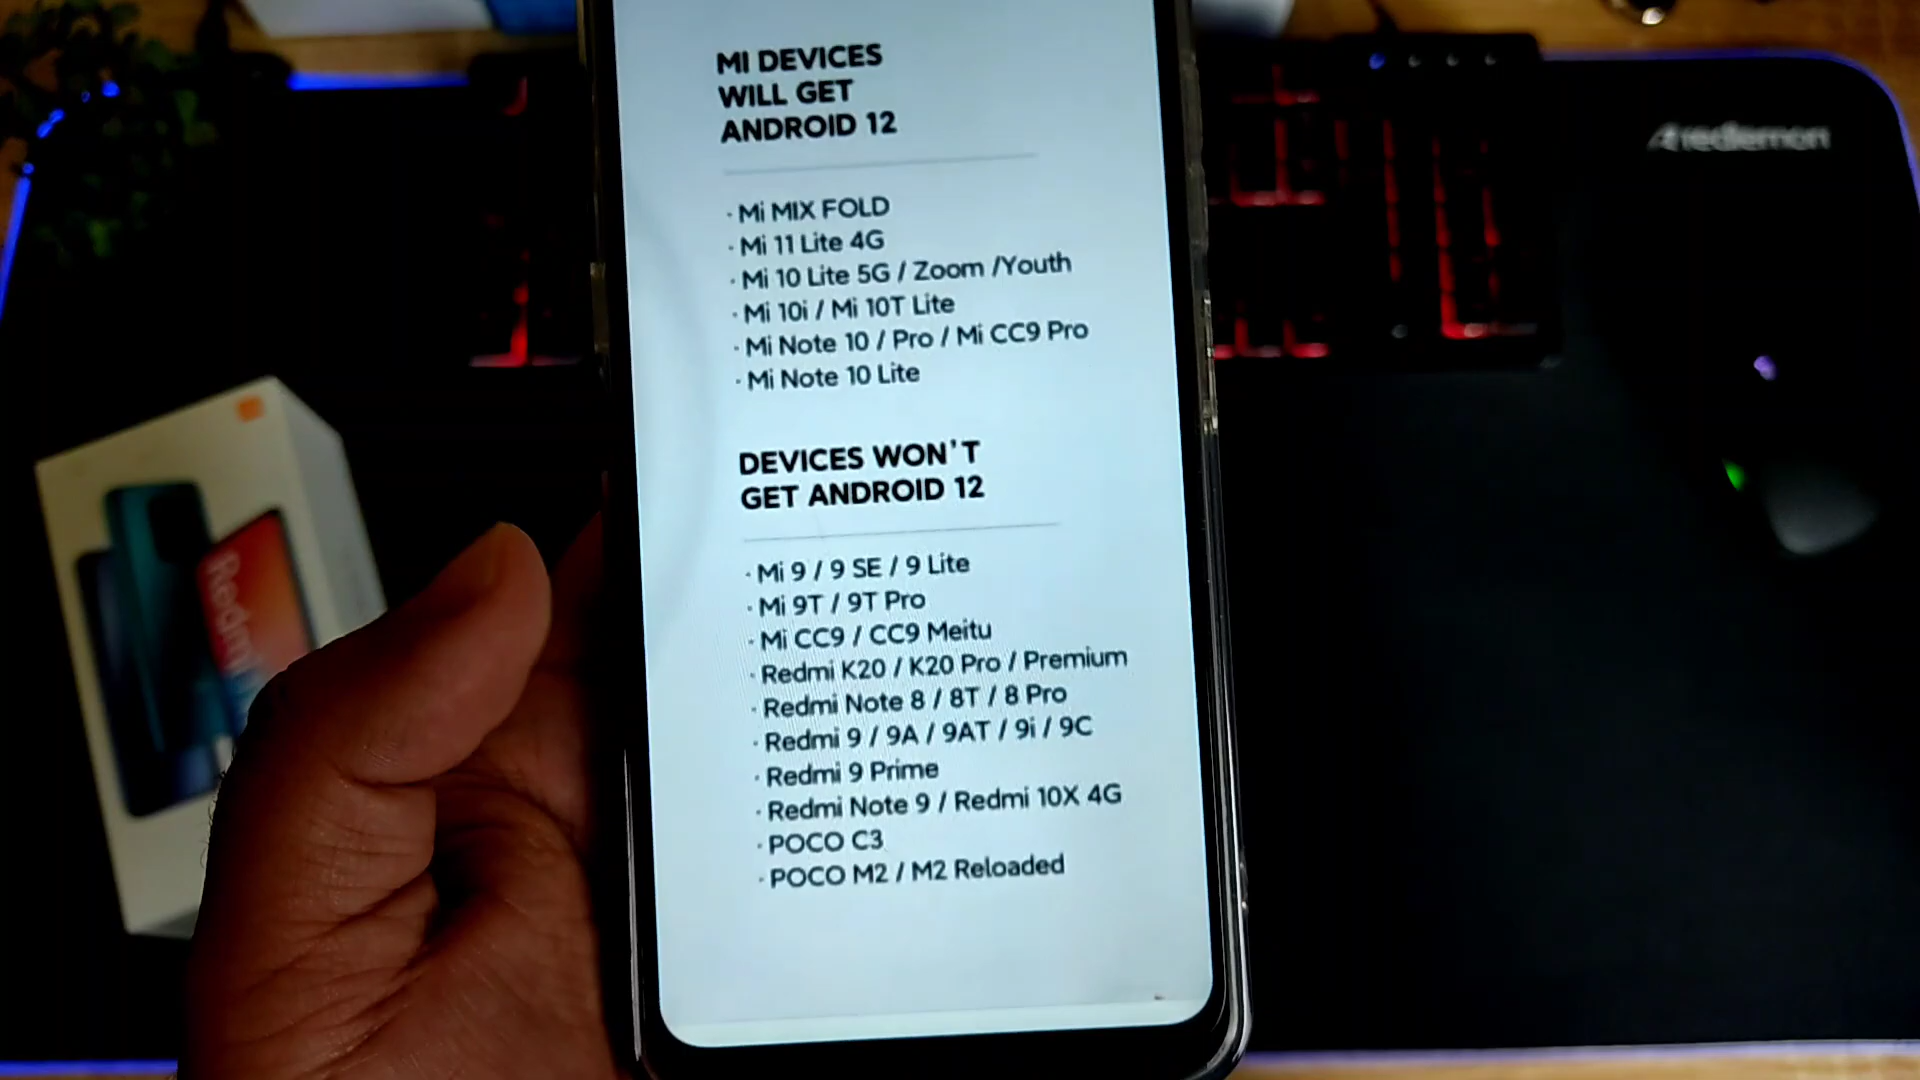 MI DEVICES
WILL GET
ANDROID 12
· Mi MIX FOLD
· Mi 11 Lite 4G
· Mi 10 Lite 5G / Zoom /Youth
· Mi 10i / Mi 10T Lite
· Mi Note 10 / Pro / Mi CC9 Pro
· Mi Note 10 Lite
DEVICES WON'T
GET ANDROID 12
· Mi 9 / 9 SE / 9 Lite
· Mi 9T / 9T Pro
· Mi CC9 / CC9 Meitu
· Redmi K20 / K20 Pro / Premium
· Redmi Note 8 / 8T / 8 Pro
· Redmi 9 / 9A / 9AT / 9i / 9C
· Redmi 9 Prime
· Redmi Note 9 / Redmi 10X 4G
· POCO C3
· POCO M2 / M2 Reloaded
Redmi
redlemon